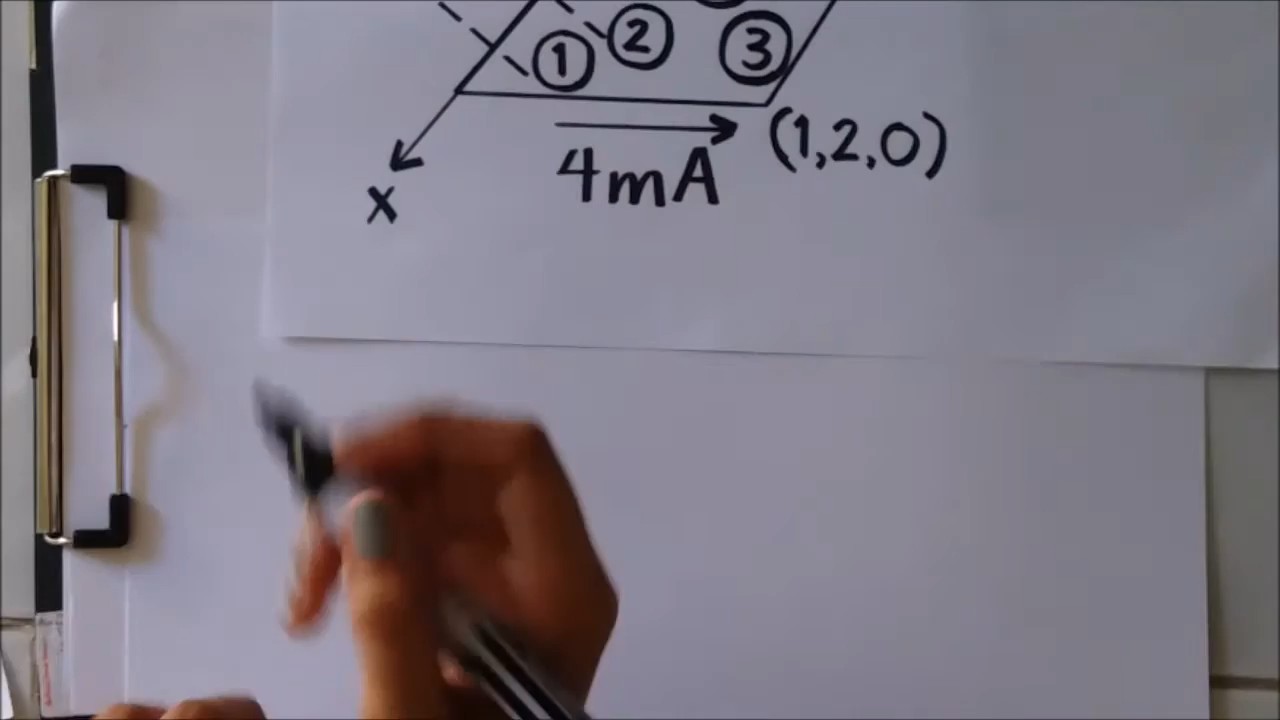 ① ② ③
(1,2,0)
4mA
x